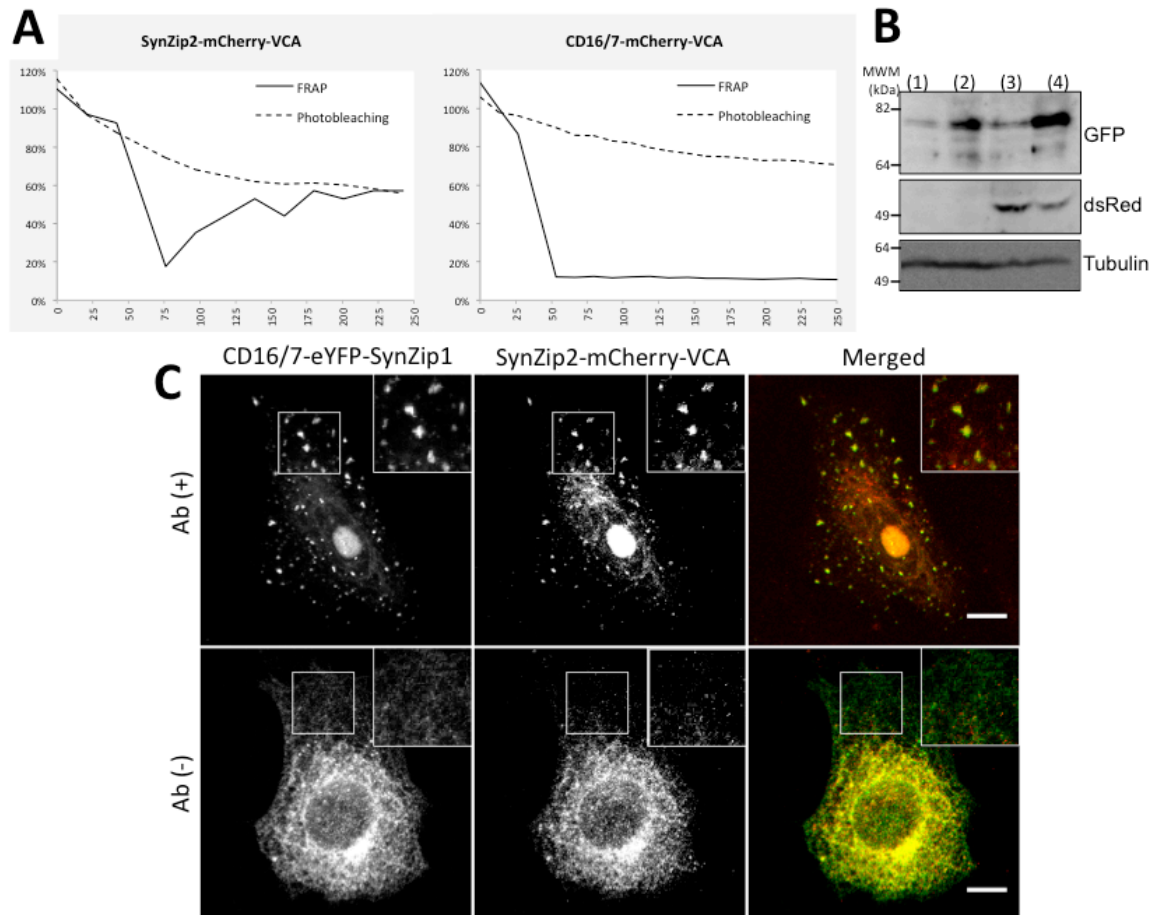 A
SynZip2-mCherry-VCA
120%
100%
80%
60%
40%
20%
0%
FRAP
Photobleaching
0
25
50
75
100
125
150
175
200
225
250
CD16/7-mCherry-VCA
120%
100%
80%
60%
40%
20%
0%
FRAP
Photobleaching
0
25
50
75
100
125
150
175
200
225
250
B
MWM
(kDa)
(1) (2) (3) (4)
82
64
GFP
49
dsRed
64
49
Tubulin
C
CD16/7-eYFP-SynZip1 SynZip2-mCherry-VCA Merged
Ab (+)
Ab (-)